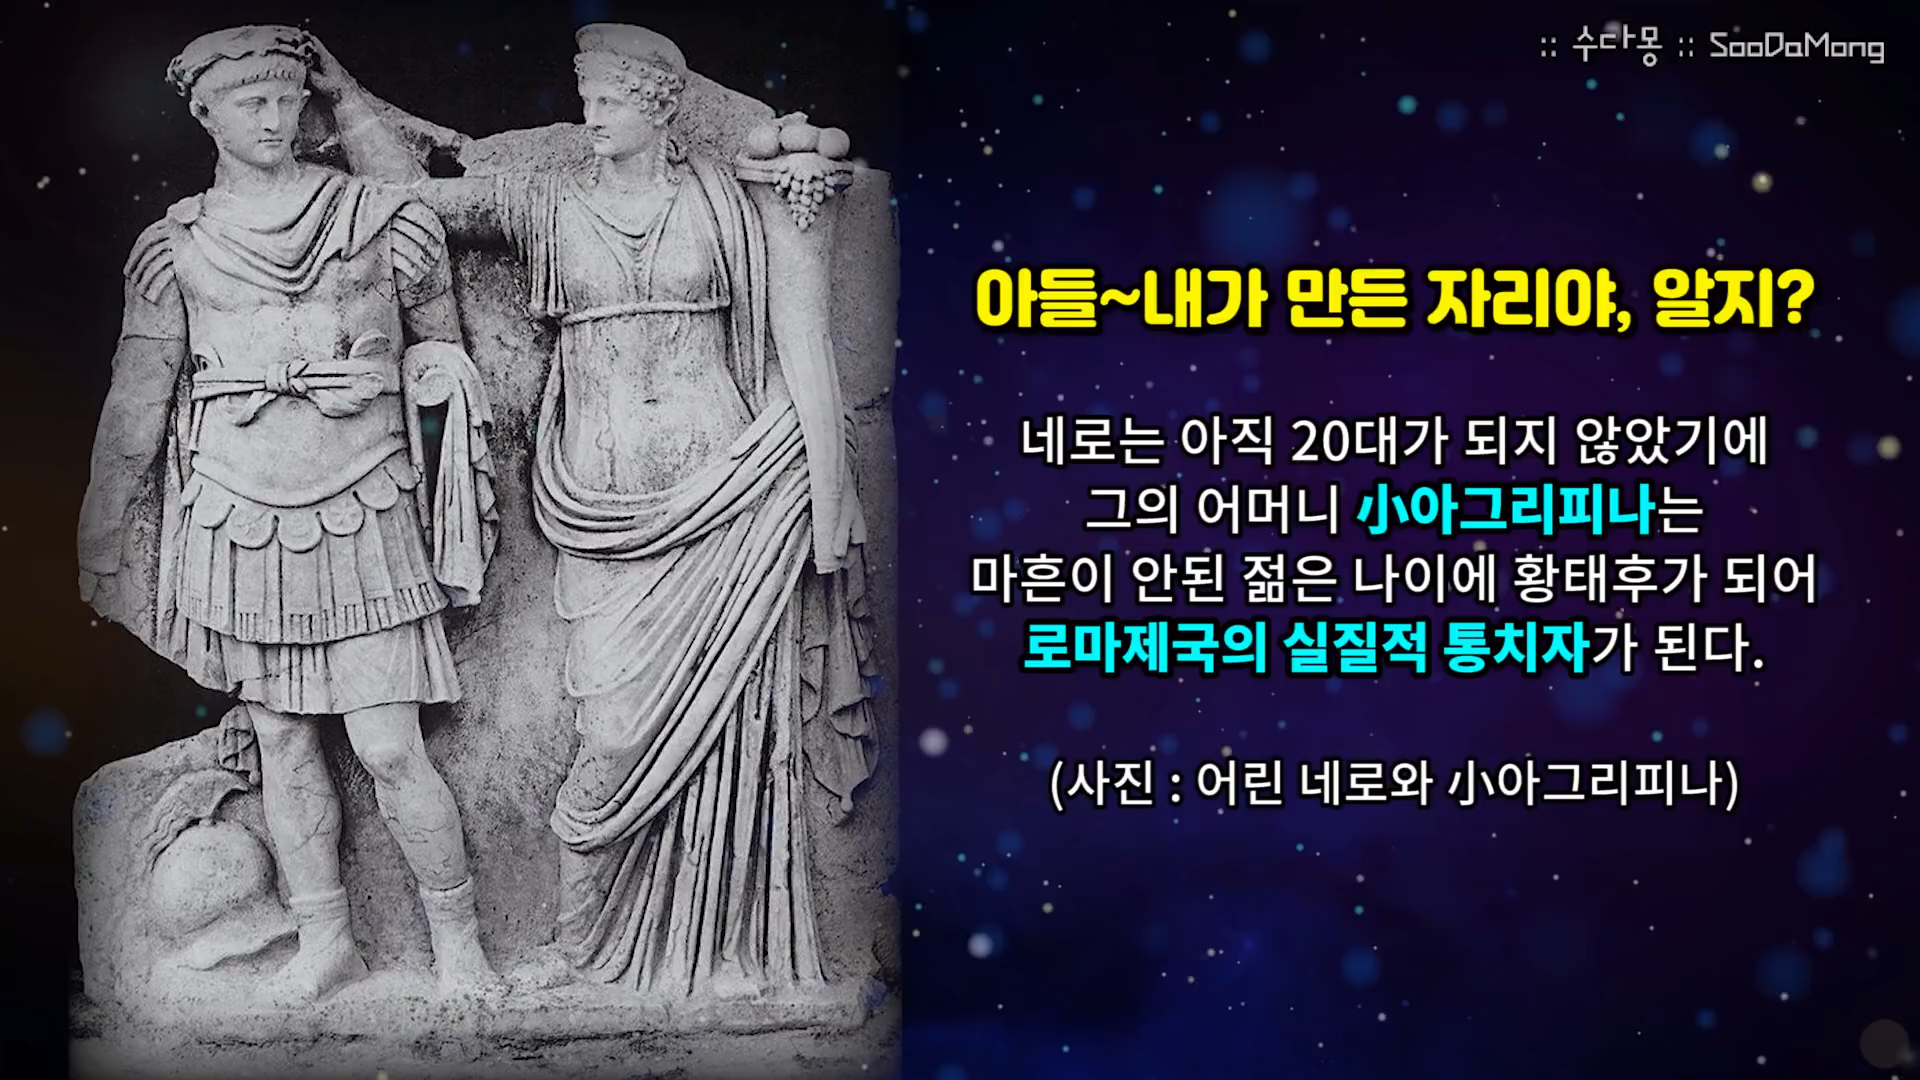 :: 수다몽 :: SooDaMong
아들~내가 만든 자리야, 알지?
네로는 아직 20대가 되지 않았기에
그의 어머니 小아그리피나는
마흔이 안된 젊은 나이에 황태후가 되어
로마제국의 실질적 통치자가 된다.
(사진 : 어린 네로와 小아그리피나)